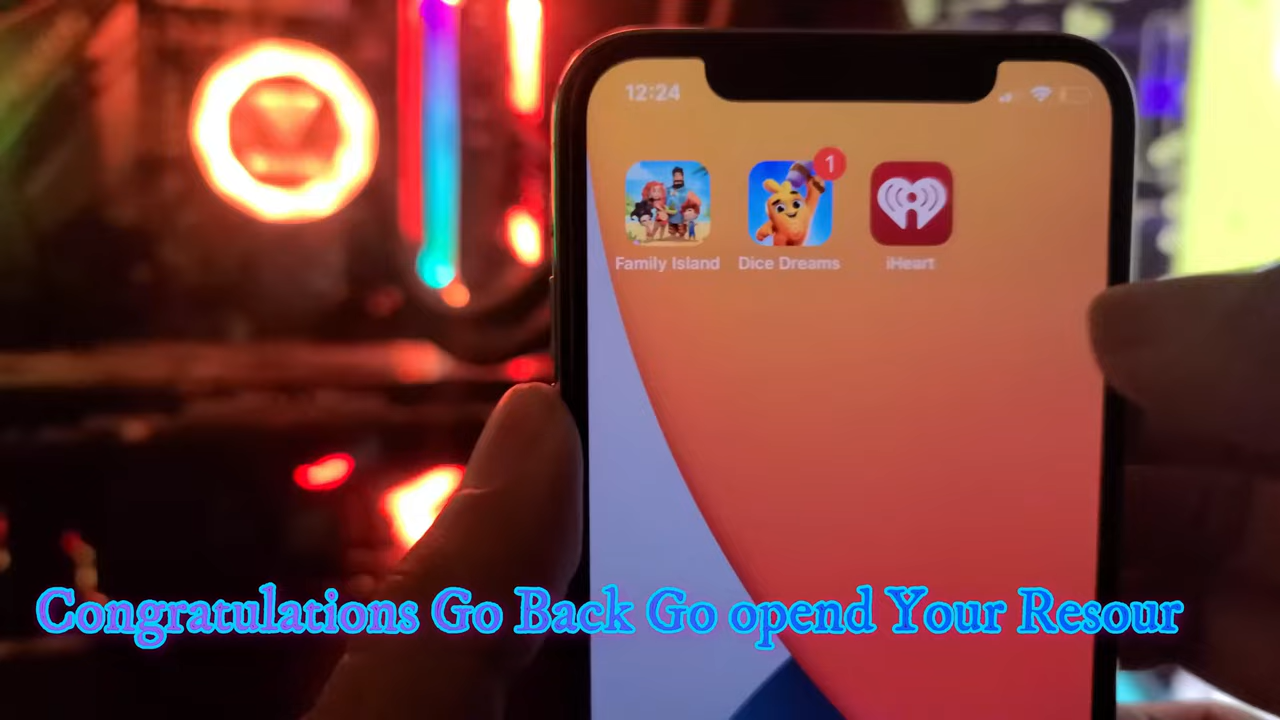 12:24
1
Family Island
Dice Dreams
iHeart
Congratulations Go Back Go opend Your Resour